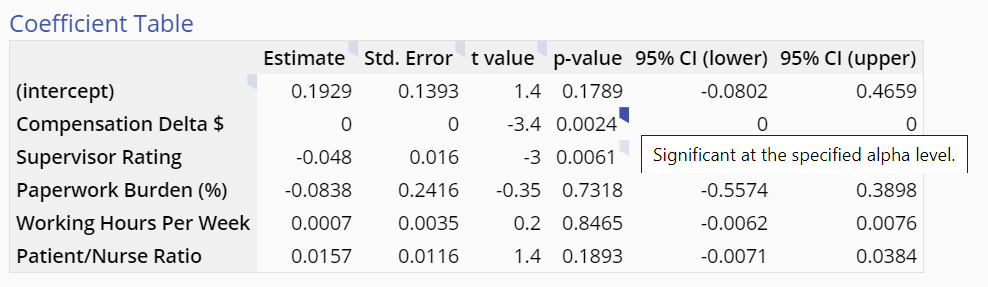 Coefficient Table
Estimate Std. Error t value p-value 95% CI (lower) 95% CI (upper)
(intercept) 0.1929 0.1393 1.4 0.1789 -0.0802 0.4659
Compensation Delta $ 0 0 -3.4 0.0024 0 0
Supervisor Rating -0.048 0.016 -3 0.0061 Significant at the specified alpha level.
Paperwork Burden (%) -0.0838 0.2416 -0.35 0.7318 -0.5574 0.3898
Working Hours Per Week 0.0007 0.0035 0.2 0.8465 -0.0062 0.0076
Patient/Nurse Ratio 0.0157 0.0116 1.4 0.1893 -0.0071 0.0384